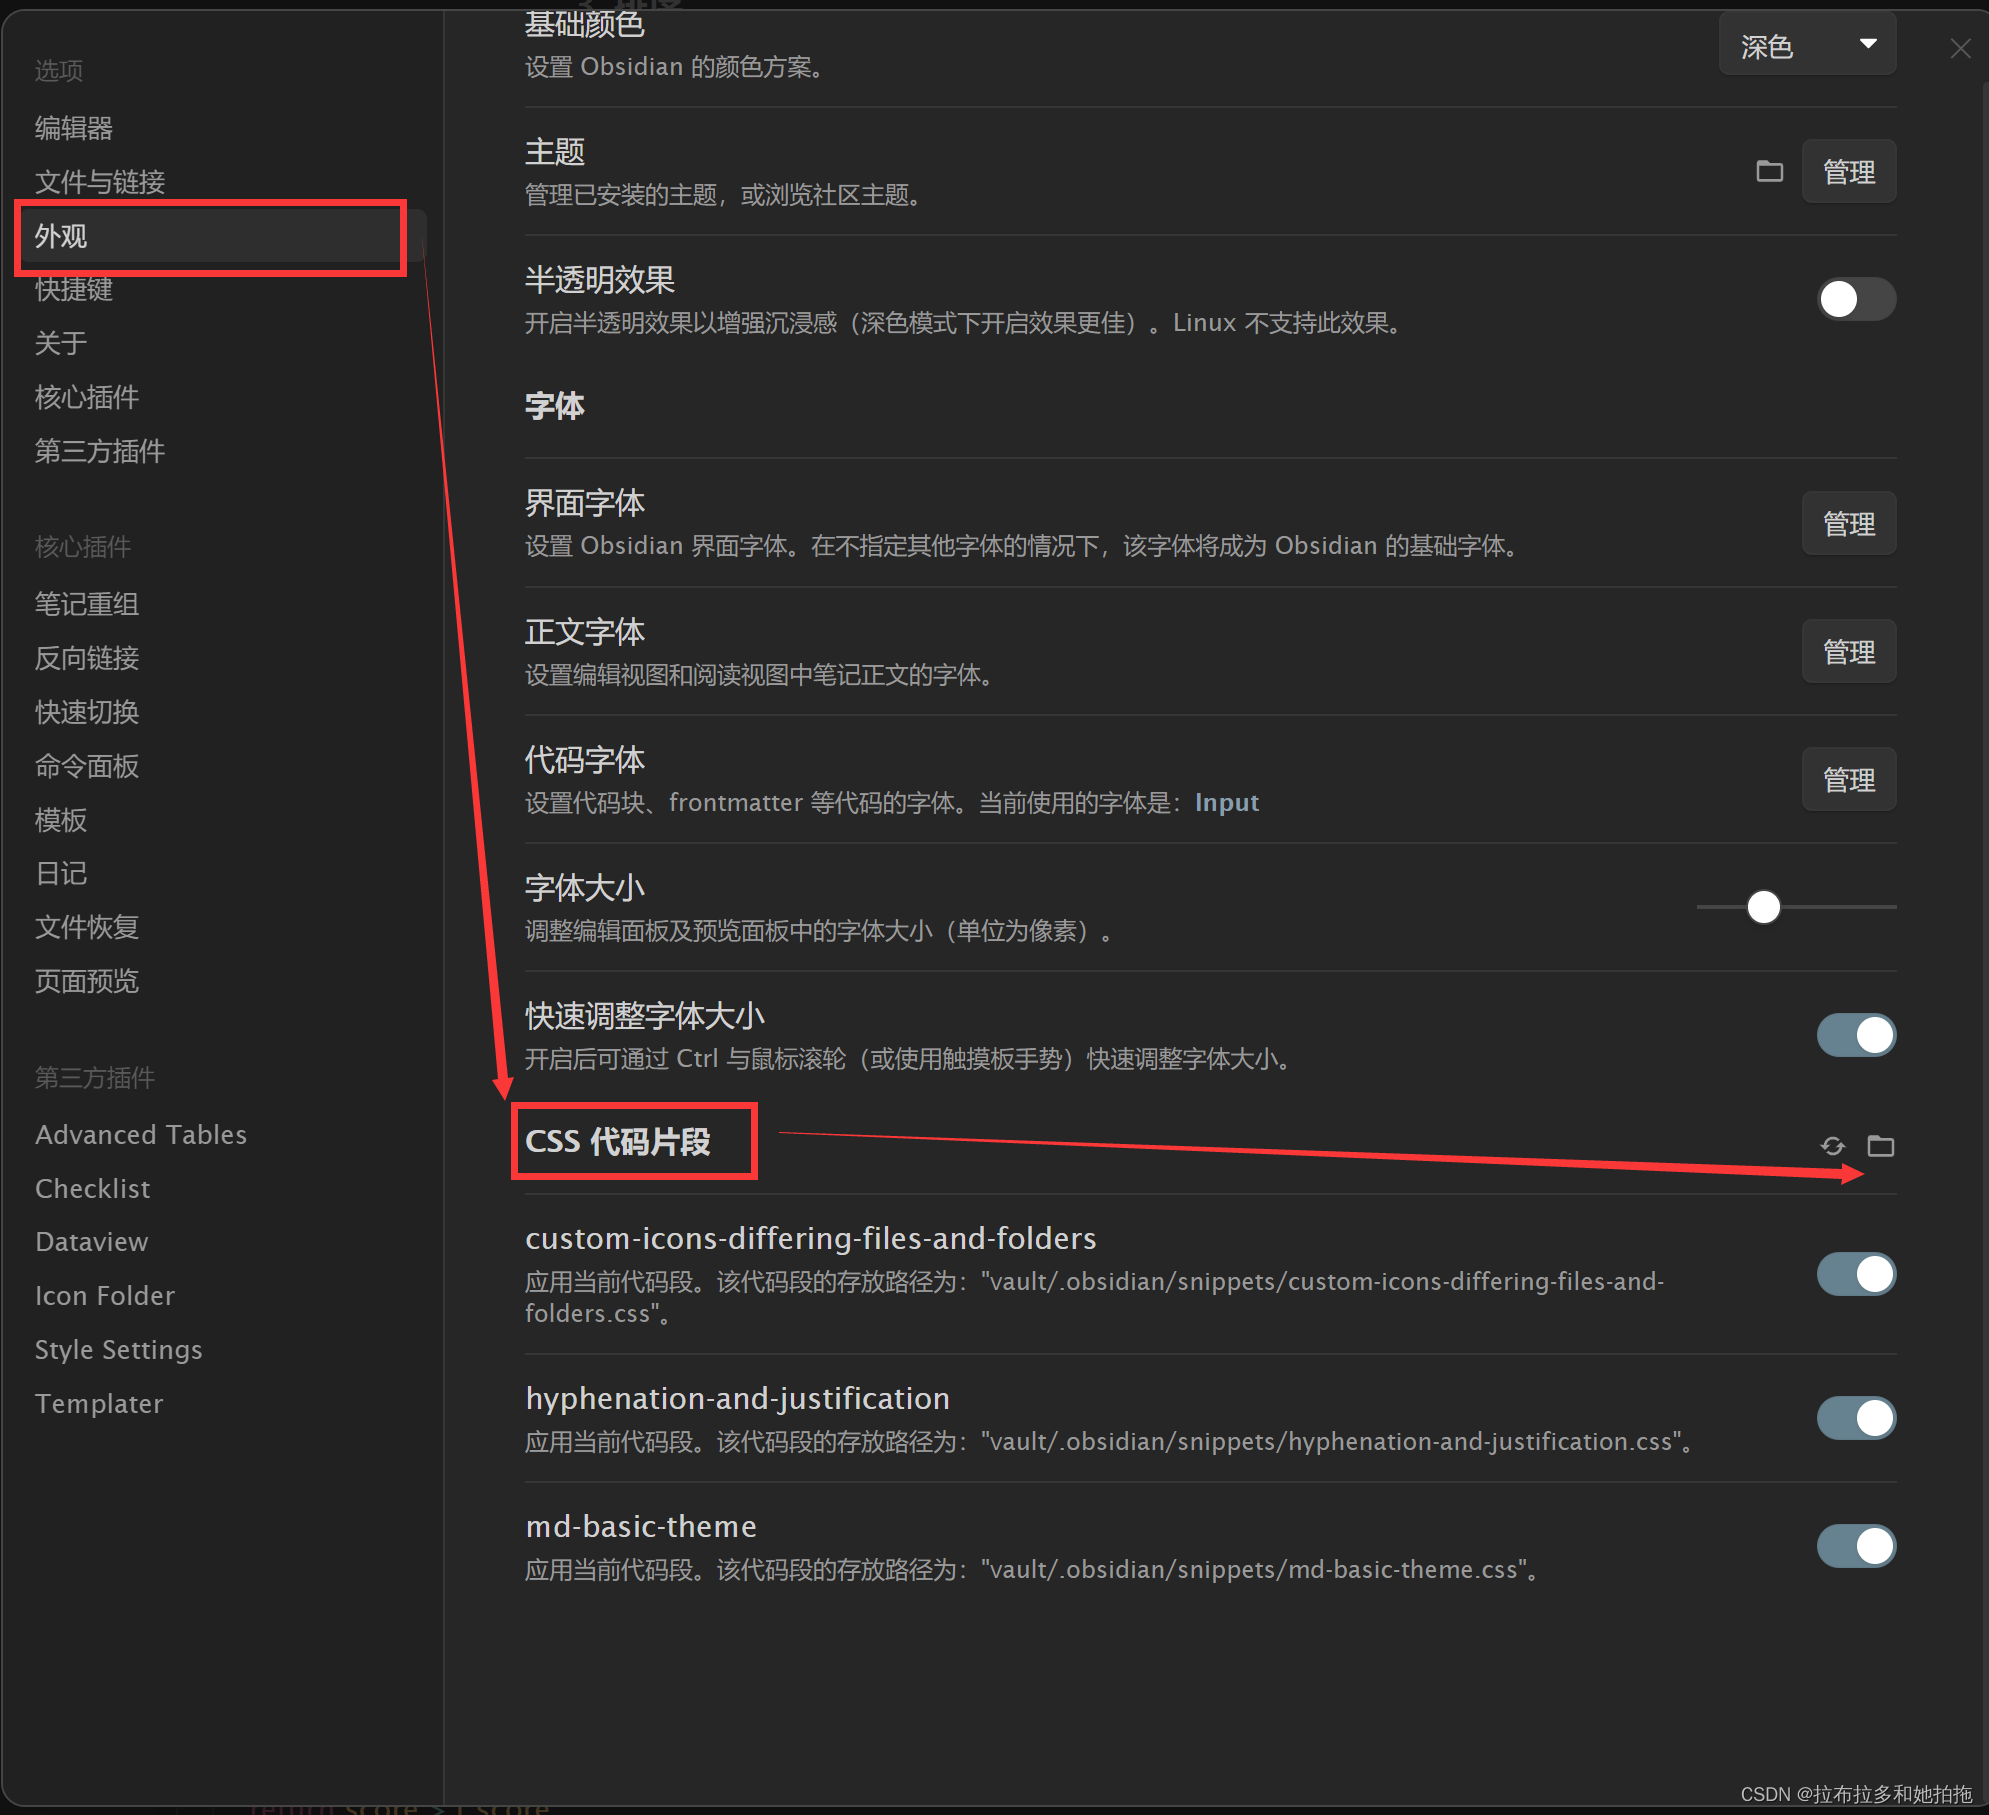 选项
编辑器
文件与链接
外观
快捷键
关于
核心插件
第三方插件
核心插件
笔记重组
反向链接
快速切换
命令面板
模板
日记
文件恢复
页面预览
第三方插件
Advanced Tables
Checklist
Dataview
Icon Folder
Style Settings
Templater
基础颜色
设置 Obsidian 的颜色方案。
深色
主题
管理已安装的主题，或浏览社区主题。
管理
半透明效果
开启半透明效果以增强沉浸感（深色模式下开启效果更佳）。Linux 不支持此效果。
字体
界面字体
设置 Obsidian 界面字体。在不指定其他字体的情况下，该字体将成为 Obsidian 的基础字体。
管理
正文字体
设置编辑视图和阅读视图中笔记正文的字体。
管理
代码字体
设置代码块、frontmatter 等代码的字体。当前使用的字体是：Input
管理
字体大小
调整编辑面板及预览面板中的字体大小（单位为像素）。
快速调整字体大小
开启后可通过 Ctrl 与鼠标滚轮（或使用触摸板手势）快速调整字体大小。
CSS 代码片段
custom-icons-differing-files-and-folders
应用当前代码段。该代码段的存放路径为："vault/.obsidian/snippets/custom-icons-differing-files-and-
folders.css"。
hyphenation-and-justification
应用当前代码段。该代码段的存放路径为："vault/.obsidian/snippets/hyphenation-and-justification.css"。
md-basic-theme
应用当前代码段。该代码段的存放路径为："vault/.obsidian/snippets/md-basic-theme.css"。
CSDN @拉布拉多和她拍拖